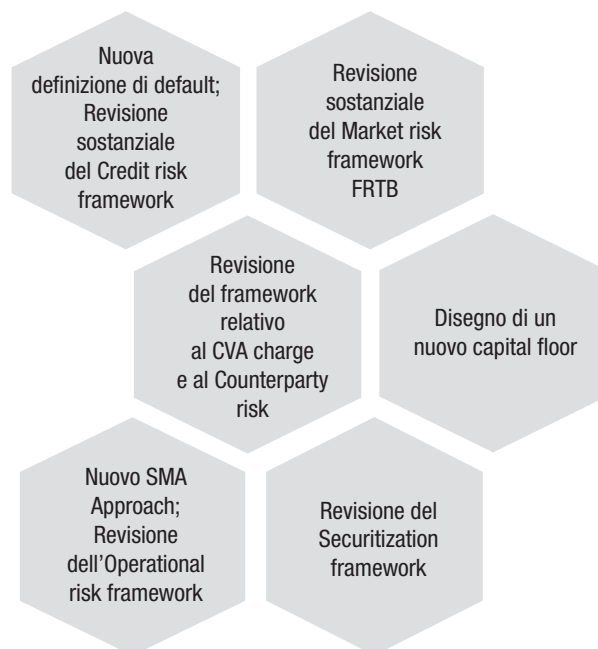 Nuova
definizione di default;
Revisione
sostanziale
del Credit risk
framework
Revisione
sostanziale
del Market risk
framework
FRTB
Revisione
del framework
relativo
al CVA charge
e al Counterparty
risk
Disegno di un
nuovo capital floor
Nuovo SMA
Approach;
Revisione
dell’Operational
risk framework
Revisione del
Securitization
framework